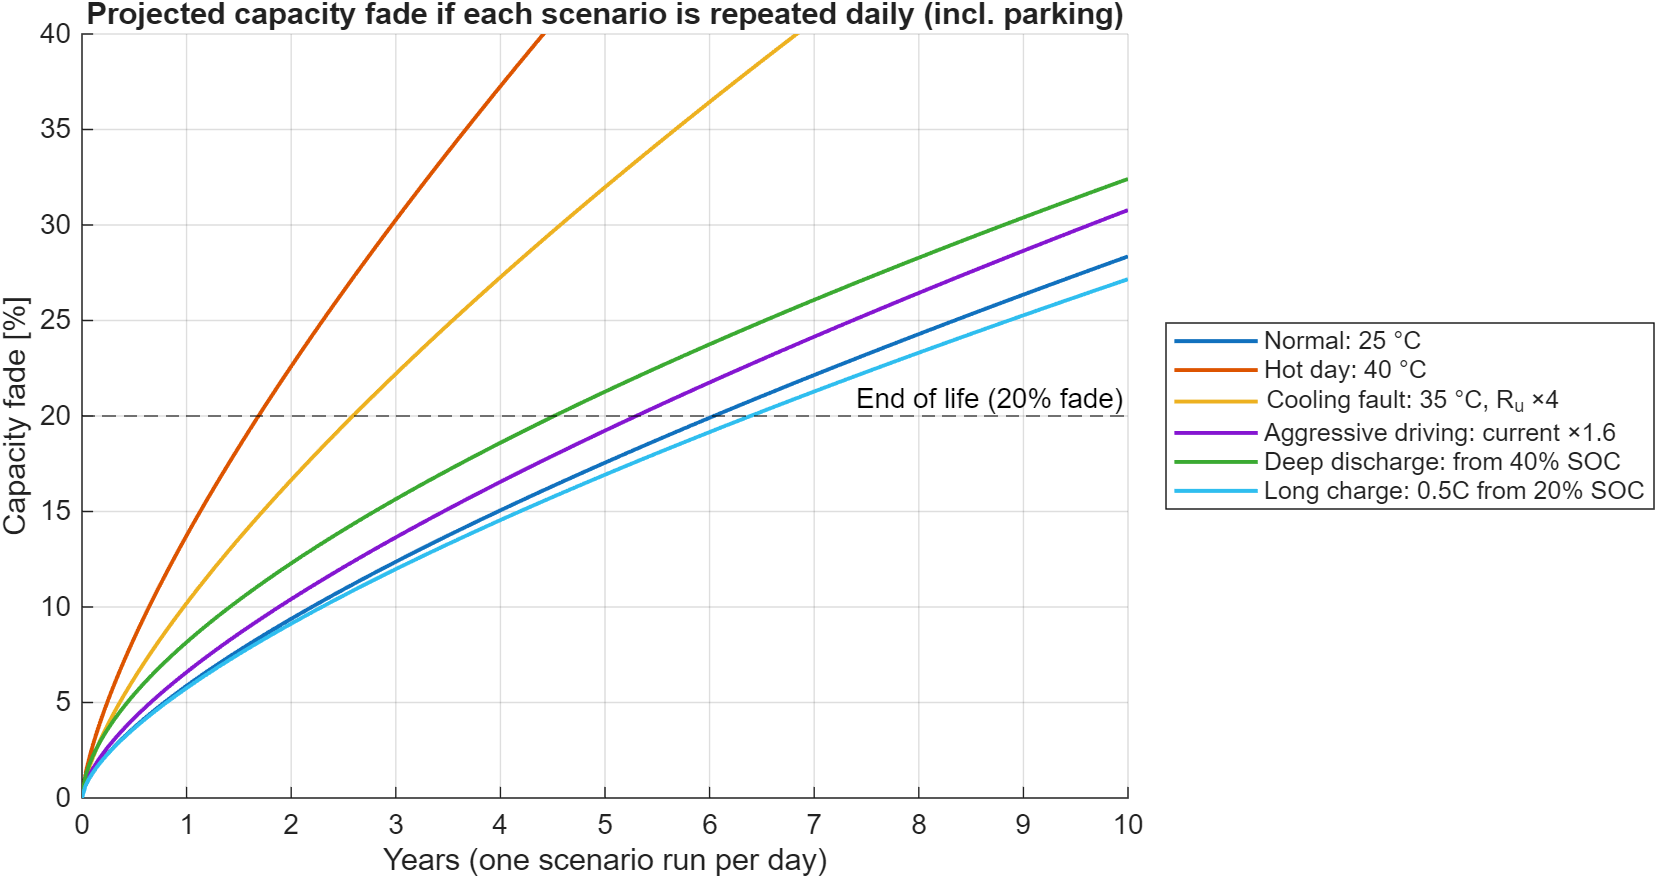 Projected capacity fade if each scenario is repeated daily (incl. parking)
40
35
30
25
20
15
10
5
0
Capacity fade [%]
End of life (20% fade)
0 1 2 3 4 5 6 7 8 9 10
Years (one scenario run per day)
Normal: 25 °C
Hot day: 40 °C
Cooling fault: 35 °C, Rᵤ ×4
Aggressive driving: current ×1.6
Deep discharge: from 40% SOC
Long charge: 0.5C from 20% SOC